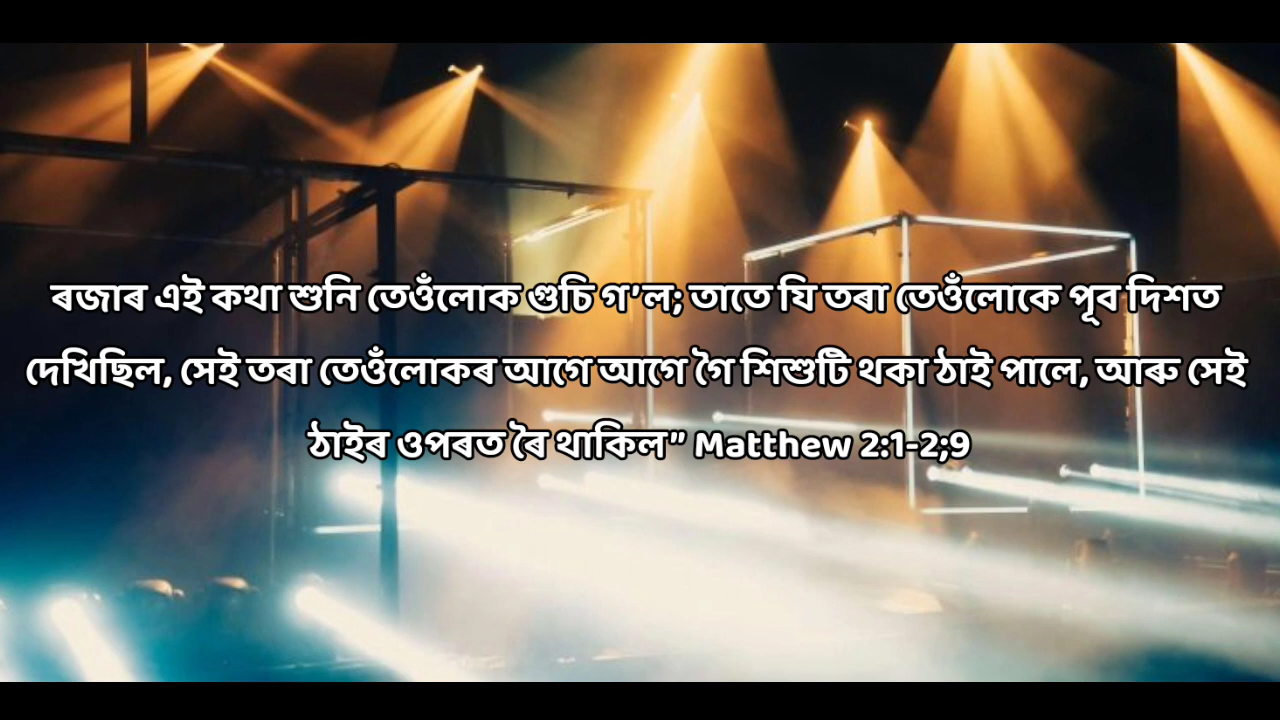 ৰজাৰ এই কথা শুনি তেওঁলোক গুচি গ'ল; তাতে যি তৰা তেওঁলোকে পূব দিশত
দেখিছিল, সেই তৰা তেওঁলোকৰ আগে আগে গৈ শিশুটি থকা ঠাই পালে, আৰু সেই
ঠাইৰ ওপৰত ৰৈ থাকিল” Matthew 2:1-2;9